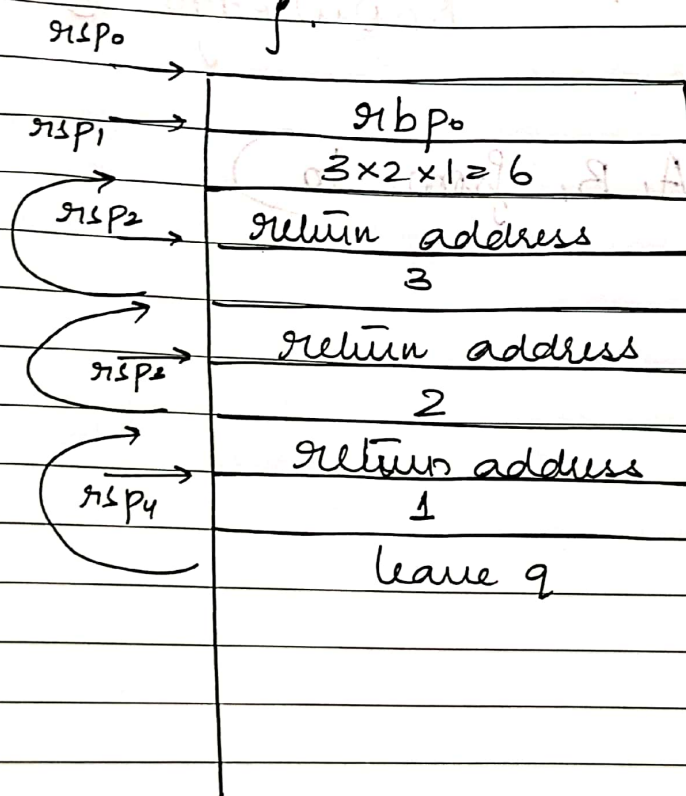 rsp₀
rsp₁
rbp₀
3×2×1=6
rsp₂
return address
3
return address
rsp₃
2
return address
rsp₄
1
leave q